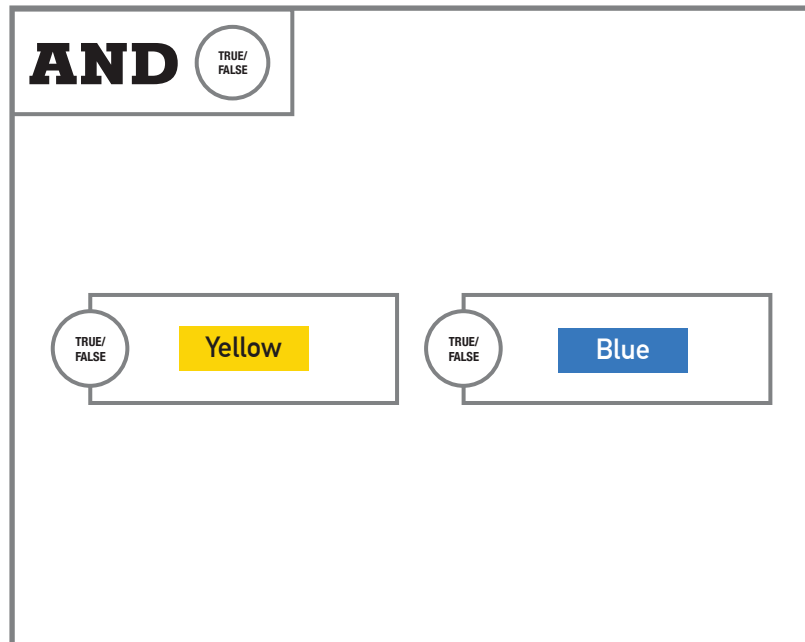 AND
TRUE/
FALSE
TRUE/
FALSE
Yellow
TRUE/
FALSE
Blue